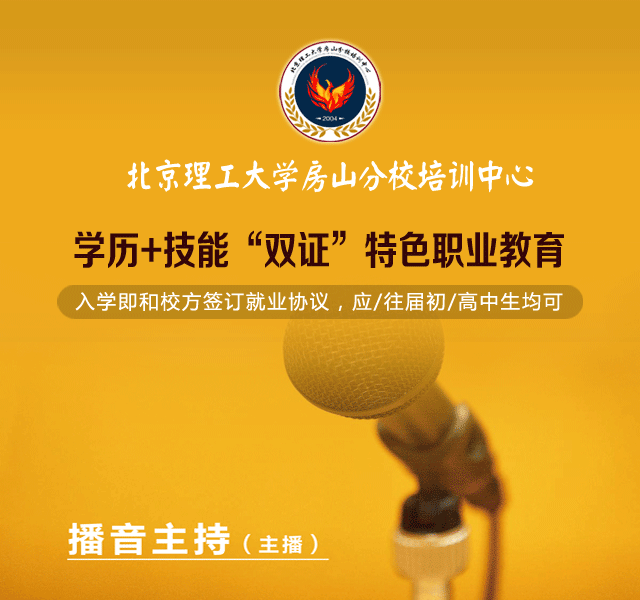 北京理工大学房山分校培训中心
2004
北京理工大学房山分校培训中心
学历+技能“双证”特色职业教育
入学即和校方签订就业协议，应/往届初/高中生均可
播音主持（主播）